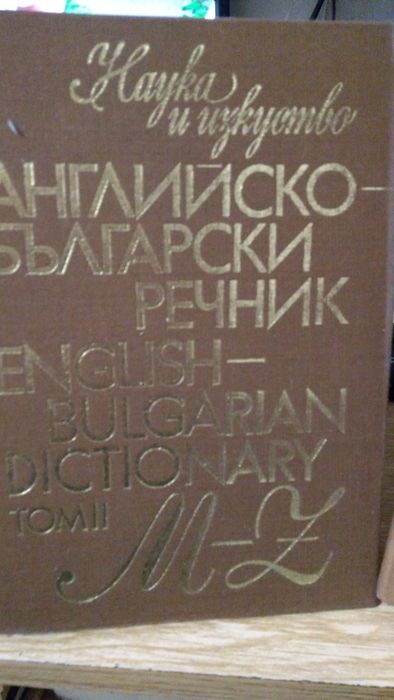 Наука
и изкуство
АНГЛИЙСКО-
БЪЛГАРСКИ
РЕЧНИК
ENGLISH-
BULGARIAN
DICTIONARY
ТОМ II
M-Z